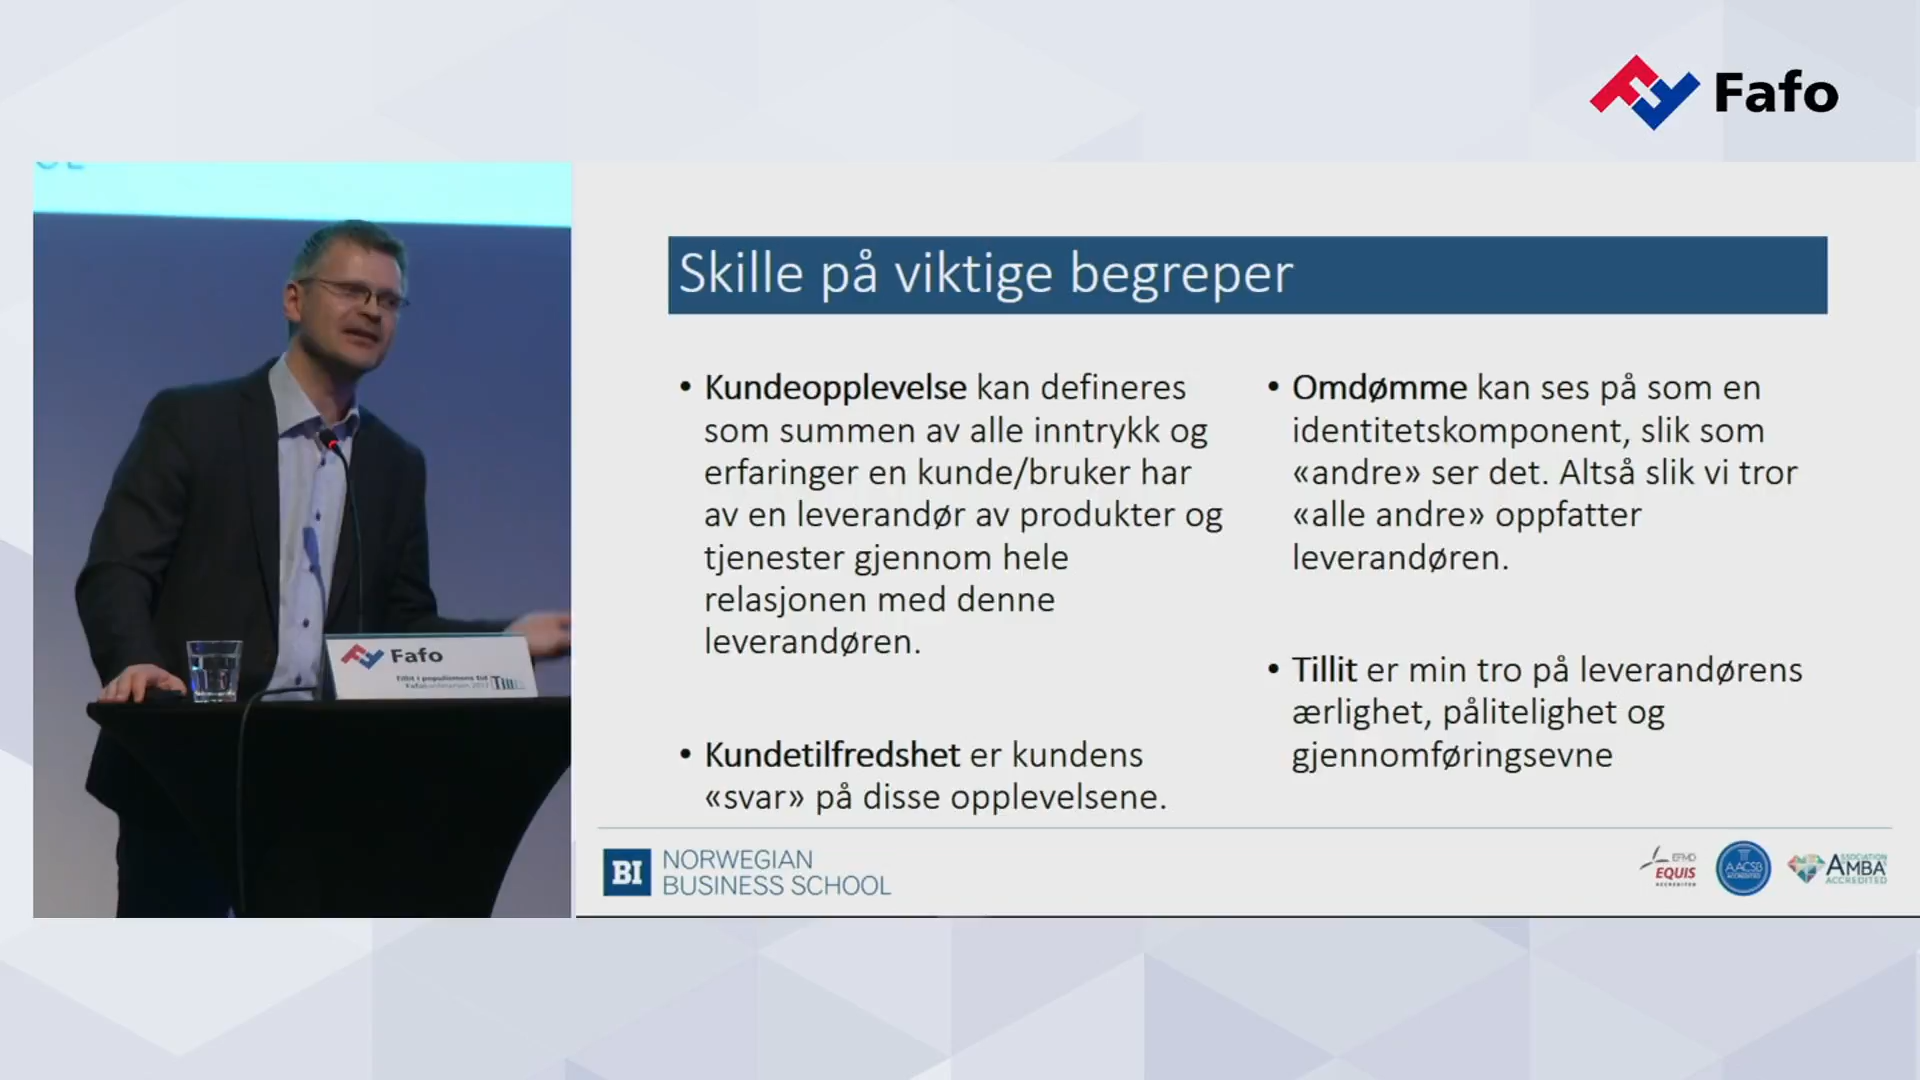 Fafo
Skille på viktige begreper
• Kundeopplevelse kan defineres
som summen av alle inntrykk og
erfaringer en kunde/bruker har
av en leverandør av produkter og
tjenester gjennom hele
relasjonen med denne
leverandøren.
• Kundetilfredshet er kundens
«svar» på disse opplevelsene.
• Omdømme kan ses på som en
identitetskomponent, slik som
«andre» ser det. Altså slik vi tror
«alle andre» oppfatter
leverandøren.
• Tillit er min tro på leverandørens
ærlighet, pålitelighet og
gjennomføringsevne
Fafo
Tillit i populismens tid
BI NORWEGIAN
BUSINESS SCHOOL
EFMD
EQUIS
ACCREDITED
AACSB
ACCREDITED
ASSOCIATION
AMBA
ACCREDITED